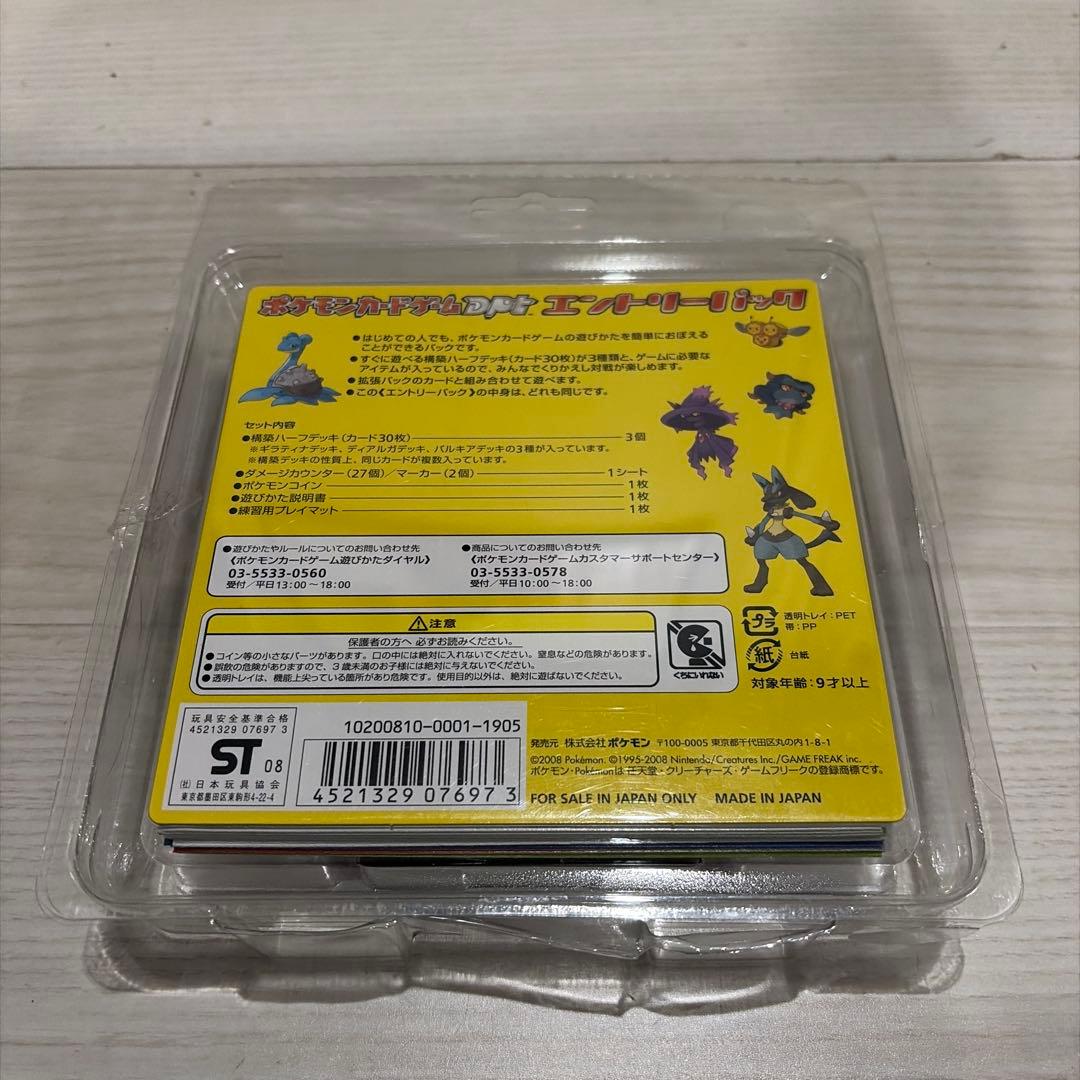 ポケモンカードゲームDPt エントリーパック
●はじめての人でも、ポケモンカードゲームの遊びかたを簡単におぼえる
ことができるパックです。
●すぐに遊べる構築ハーフデッキ(カード30枚)が3種類と、ゲームに必要な
アイテムが入っているので、みんなでくりかえし対戦が楽しめます。
●拡張パックのカードと組み合わせて遊べます。
●この《エントリーパック》の中身は、どれも同じです。
セット内容
●構築ハーフデッキ(カード30枚) 3個
※ギラティナデッキ、ディアルガデッキ、パルキアデッキの3種が入っています。
※構築デッキの性質上、同じカードが複数入っています。
●ダメージカウンター(27個)/マーカー(2個) 1シート
●ポケモンコイン 1枚
●遊びかた説明書 1枚
●練習用プレイマット 1枚
●遊びかたやルールについてのお問い合わせ先
《ポケモンカードゲーム遊びかたダイヤル》
03-5533-0560
受付/平日13:00~18:00
●商品についてのお問い合わせ先
《ポケモンカードゲームカスタマーサポートセンター》
03-5533-0578
受付/平日10:00~18:00
⚠注意
保護者の方へ 必ずお読みください。
●コイン等の小さなパーツがあります。口の中には絶対に入れないでください。窒息などの危険があります。
●誤飲の危険がありますので、3歳未満のお子様には絶対に与えないでください。
●透明トレイは、機能上尖っている箇所があり危険です。使用目的以外は、絶対に遊ばないでください。
くちにいれない
プラ
透明トレイ:PET
帯:PP
紙
台紙
対象年齢:9才以上
玩具安全基準合格
4521329 07697 3
ST 08
(社)日本玩具協会
東京都墨田区東駒形4-22-4
10200810-0001-1905
4 521329 076973
発売元 株式会社 ポケモン 〒100-0005 東京都千代田区丸の内1-8-1
©2008 Pokémon. ©1995-2008 Nintendo/Creatures Inc./GAME FREAK inc.
ポケモン・Pokémonは任天堂・クリーチャーズ・ゲームフリークの登録商標です。
FOR SALE IN JAPAN ONLY MADE IN JAPAN